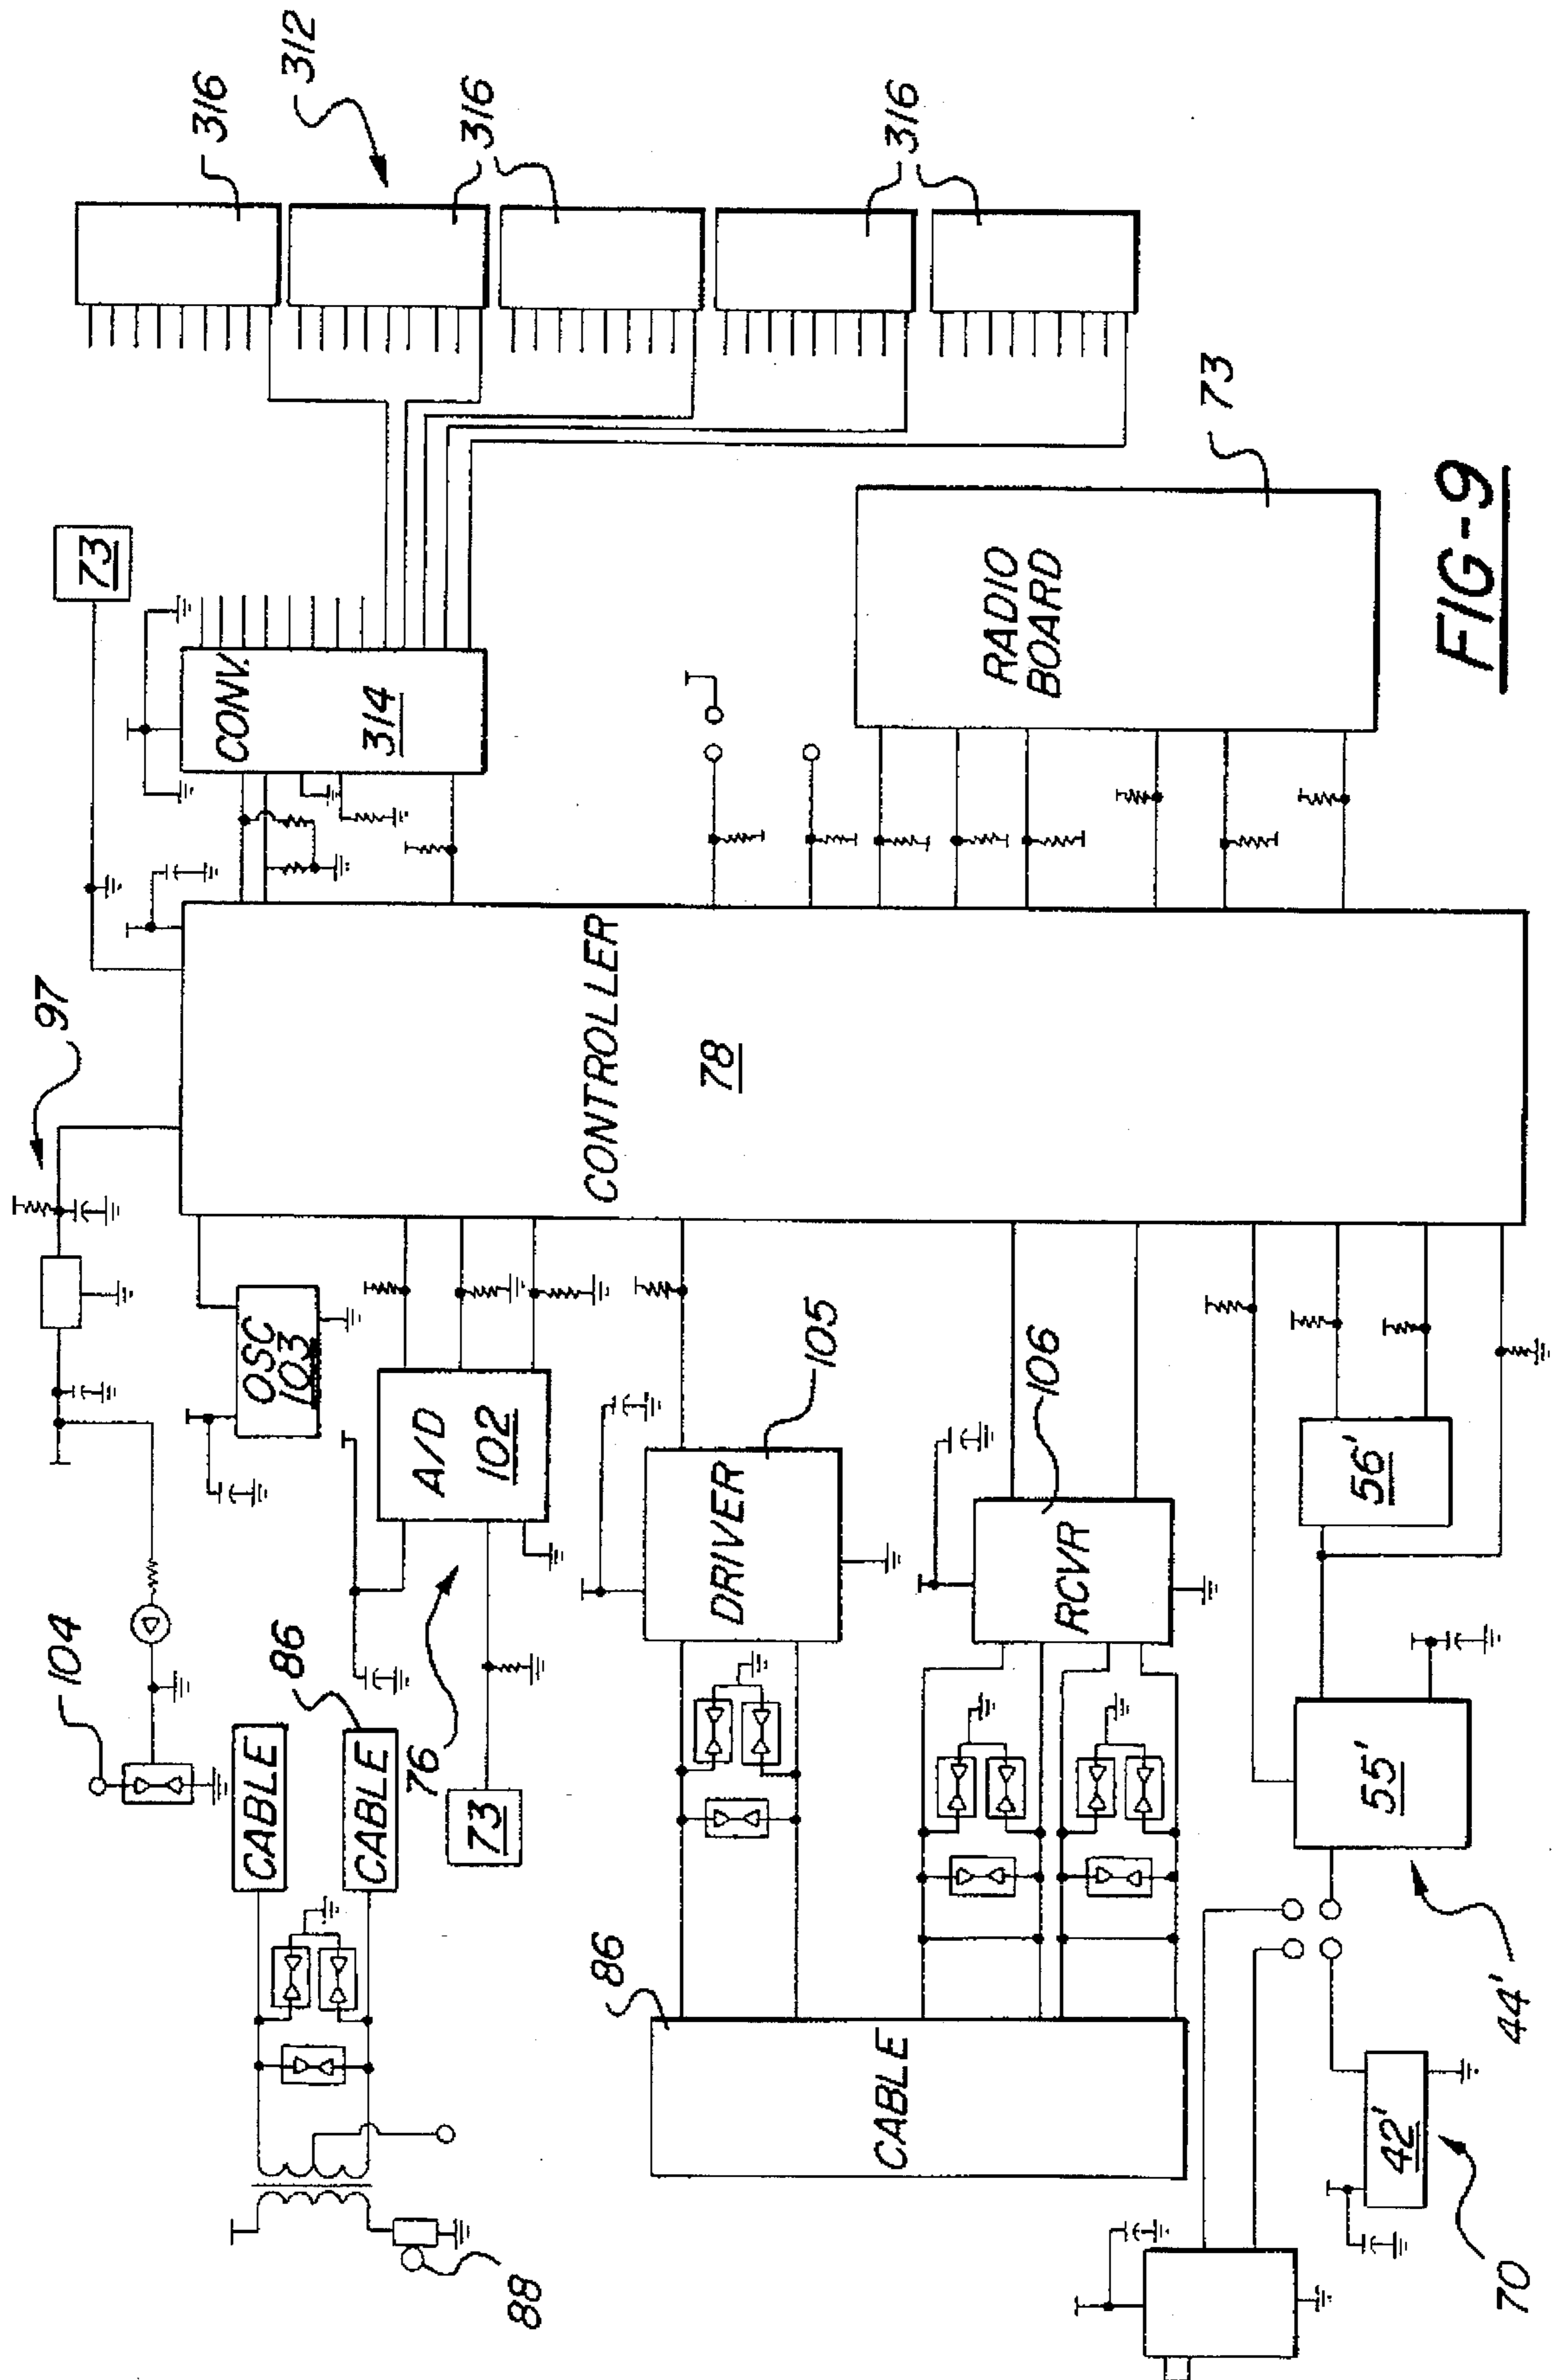 312
316
316
316
73
CONV.
314
RADIO
BOARD
73
97
CONTROLLER
78
OSC
103
A/D
102
76
73
104
CABLE
86
CABLE
88
DRIVER
105
RCVR
106
86
CABLE
56'
55'
44'
42'
70
FIG-9